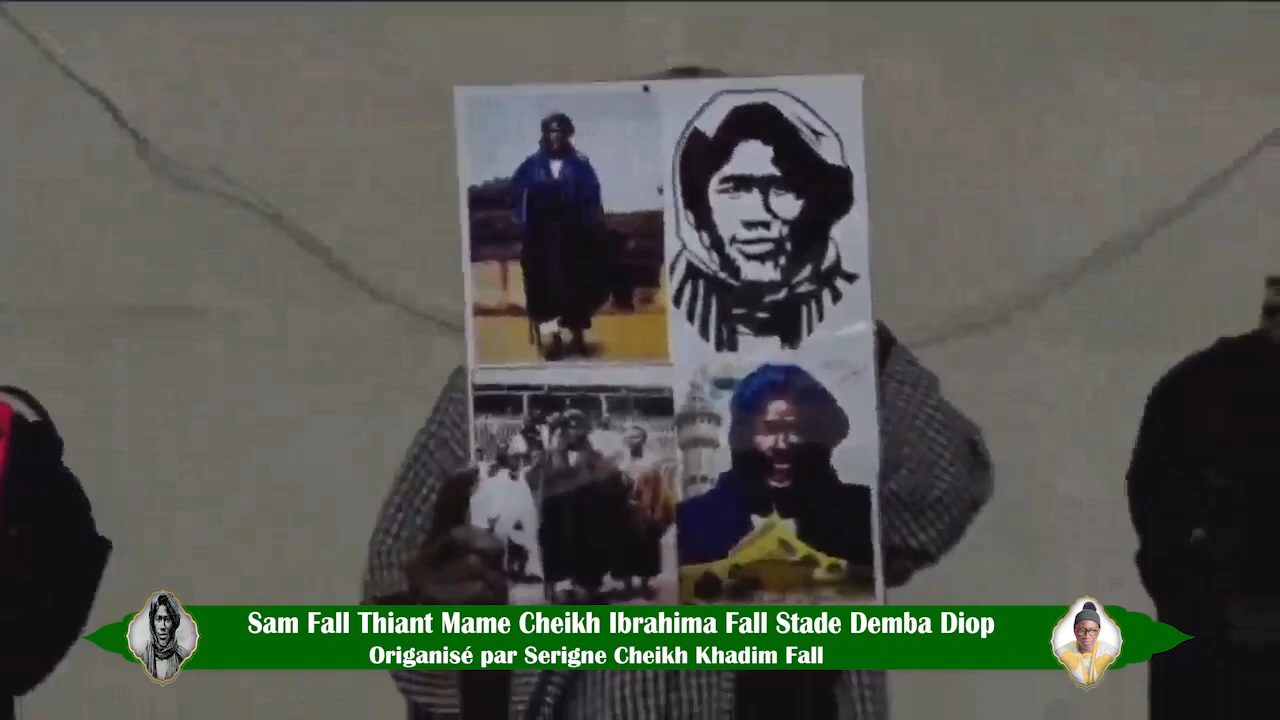 Sam Fall Thiant Mame Cheikh Ibrahima Fall Stade Demba Diop
Origanisé par Serigne Cheikh Khadim Fall